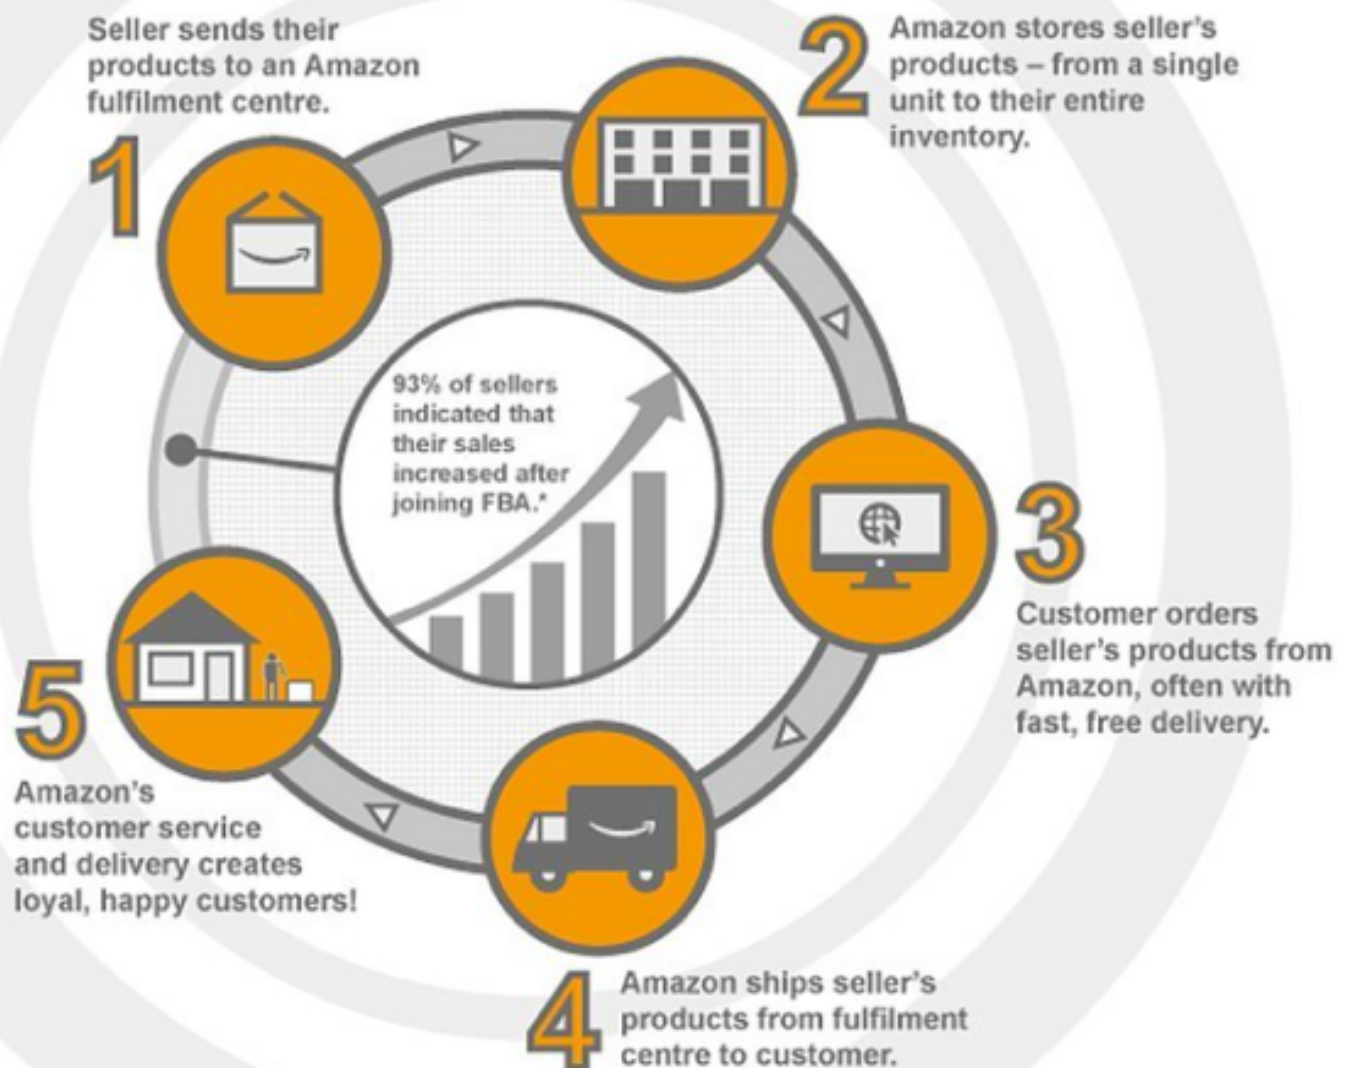 Seller sends their
products to an Amazon
fulfilment centre.
1
2
Amazon stores seller's
products – from a single
unit to their entire
inventory.
93% of sellers
indicated that
their sales
increased after
joining FBA.*
3
Customer orders
seller's products from
Amazon, often with
fast, free delivery.
5
Amazon's
customer service
and delivery creates
loyal, happy customers!
4
Amazon ships seller's
products from fulfilment
centre to customer.